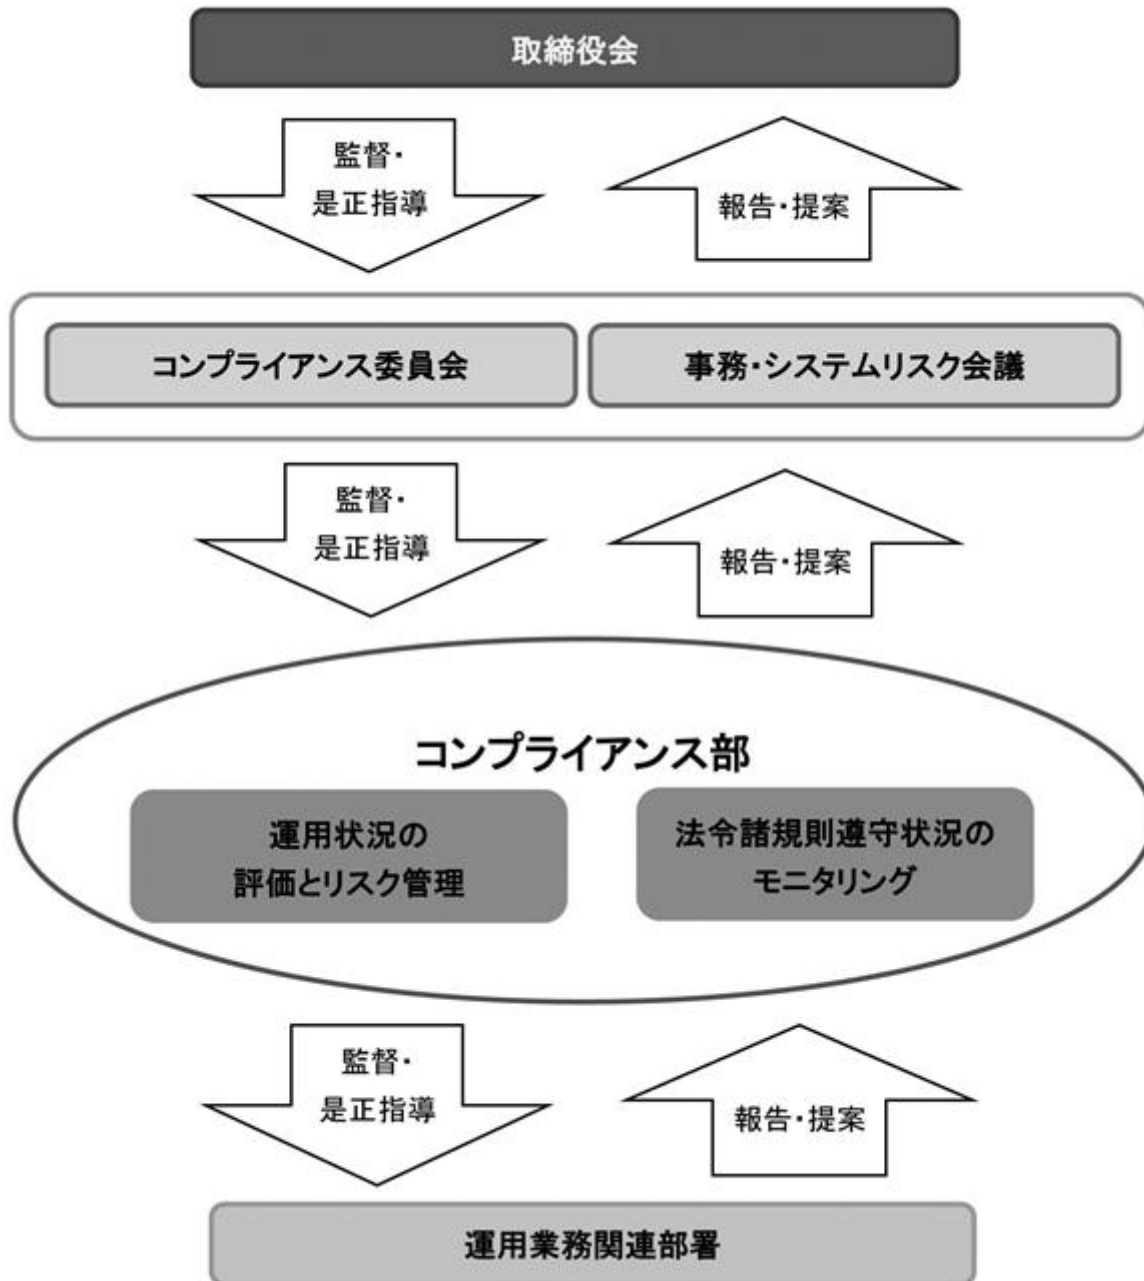 取締役会
監督・
是正指導
報告・提案
コンプライアンス委員会
事務・システムリスク会議
監督・
是正指導
報告・提案
コンプライアンス部
運用状況の
評価とリスク管理
法令諸規則遵守状況の
モニタリング
監督・
是正指導
報告・提案
運用業務関連部署